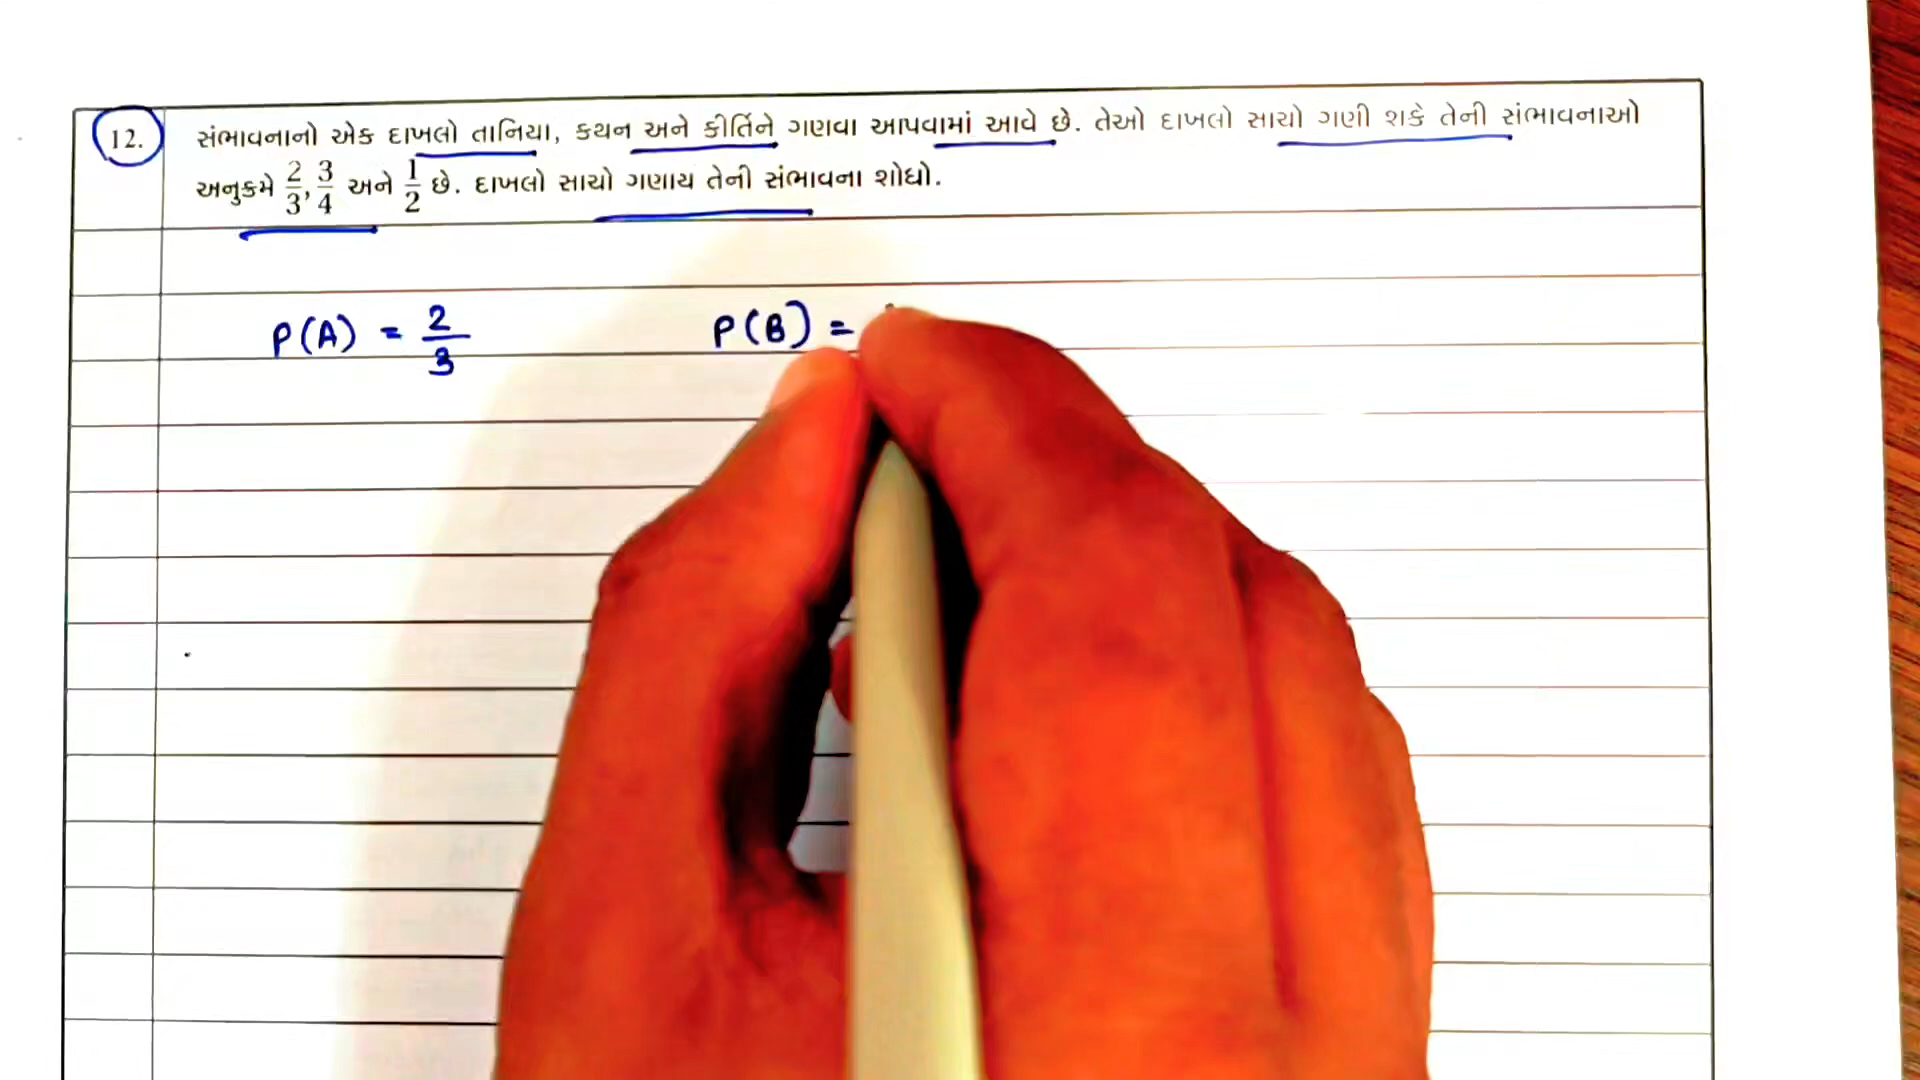 12. સંભાવનાનો એક દાખલો તાનિયા, કથન અને કીર્તિને ગણવા આપવામાં આવે છે. તેઓ દાખલો સાચો ગણી શકે તેની સંભાવનાઓ
અનુક્રમે 2/3, 3/4 અને 1/2 છે. દાખલો સાચો ગણાય તેની સંભાવના શોધો.
P(A) = 2/3 P(B) =